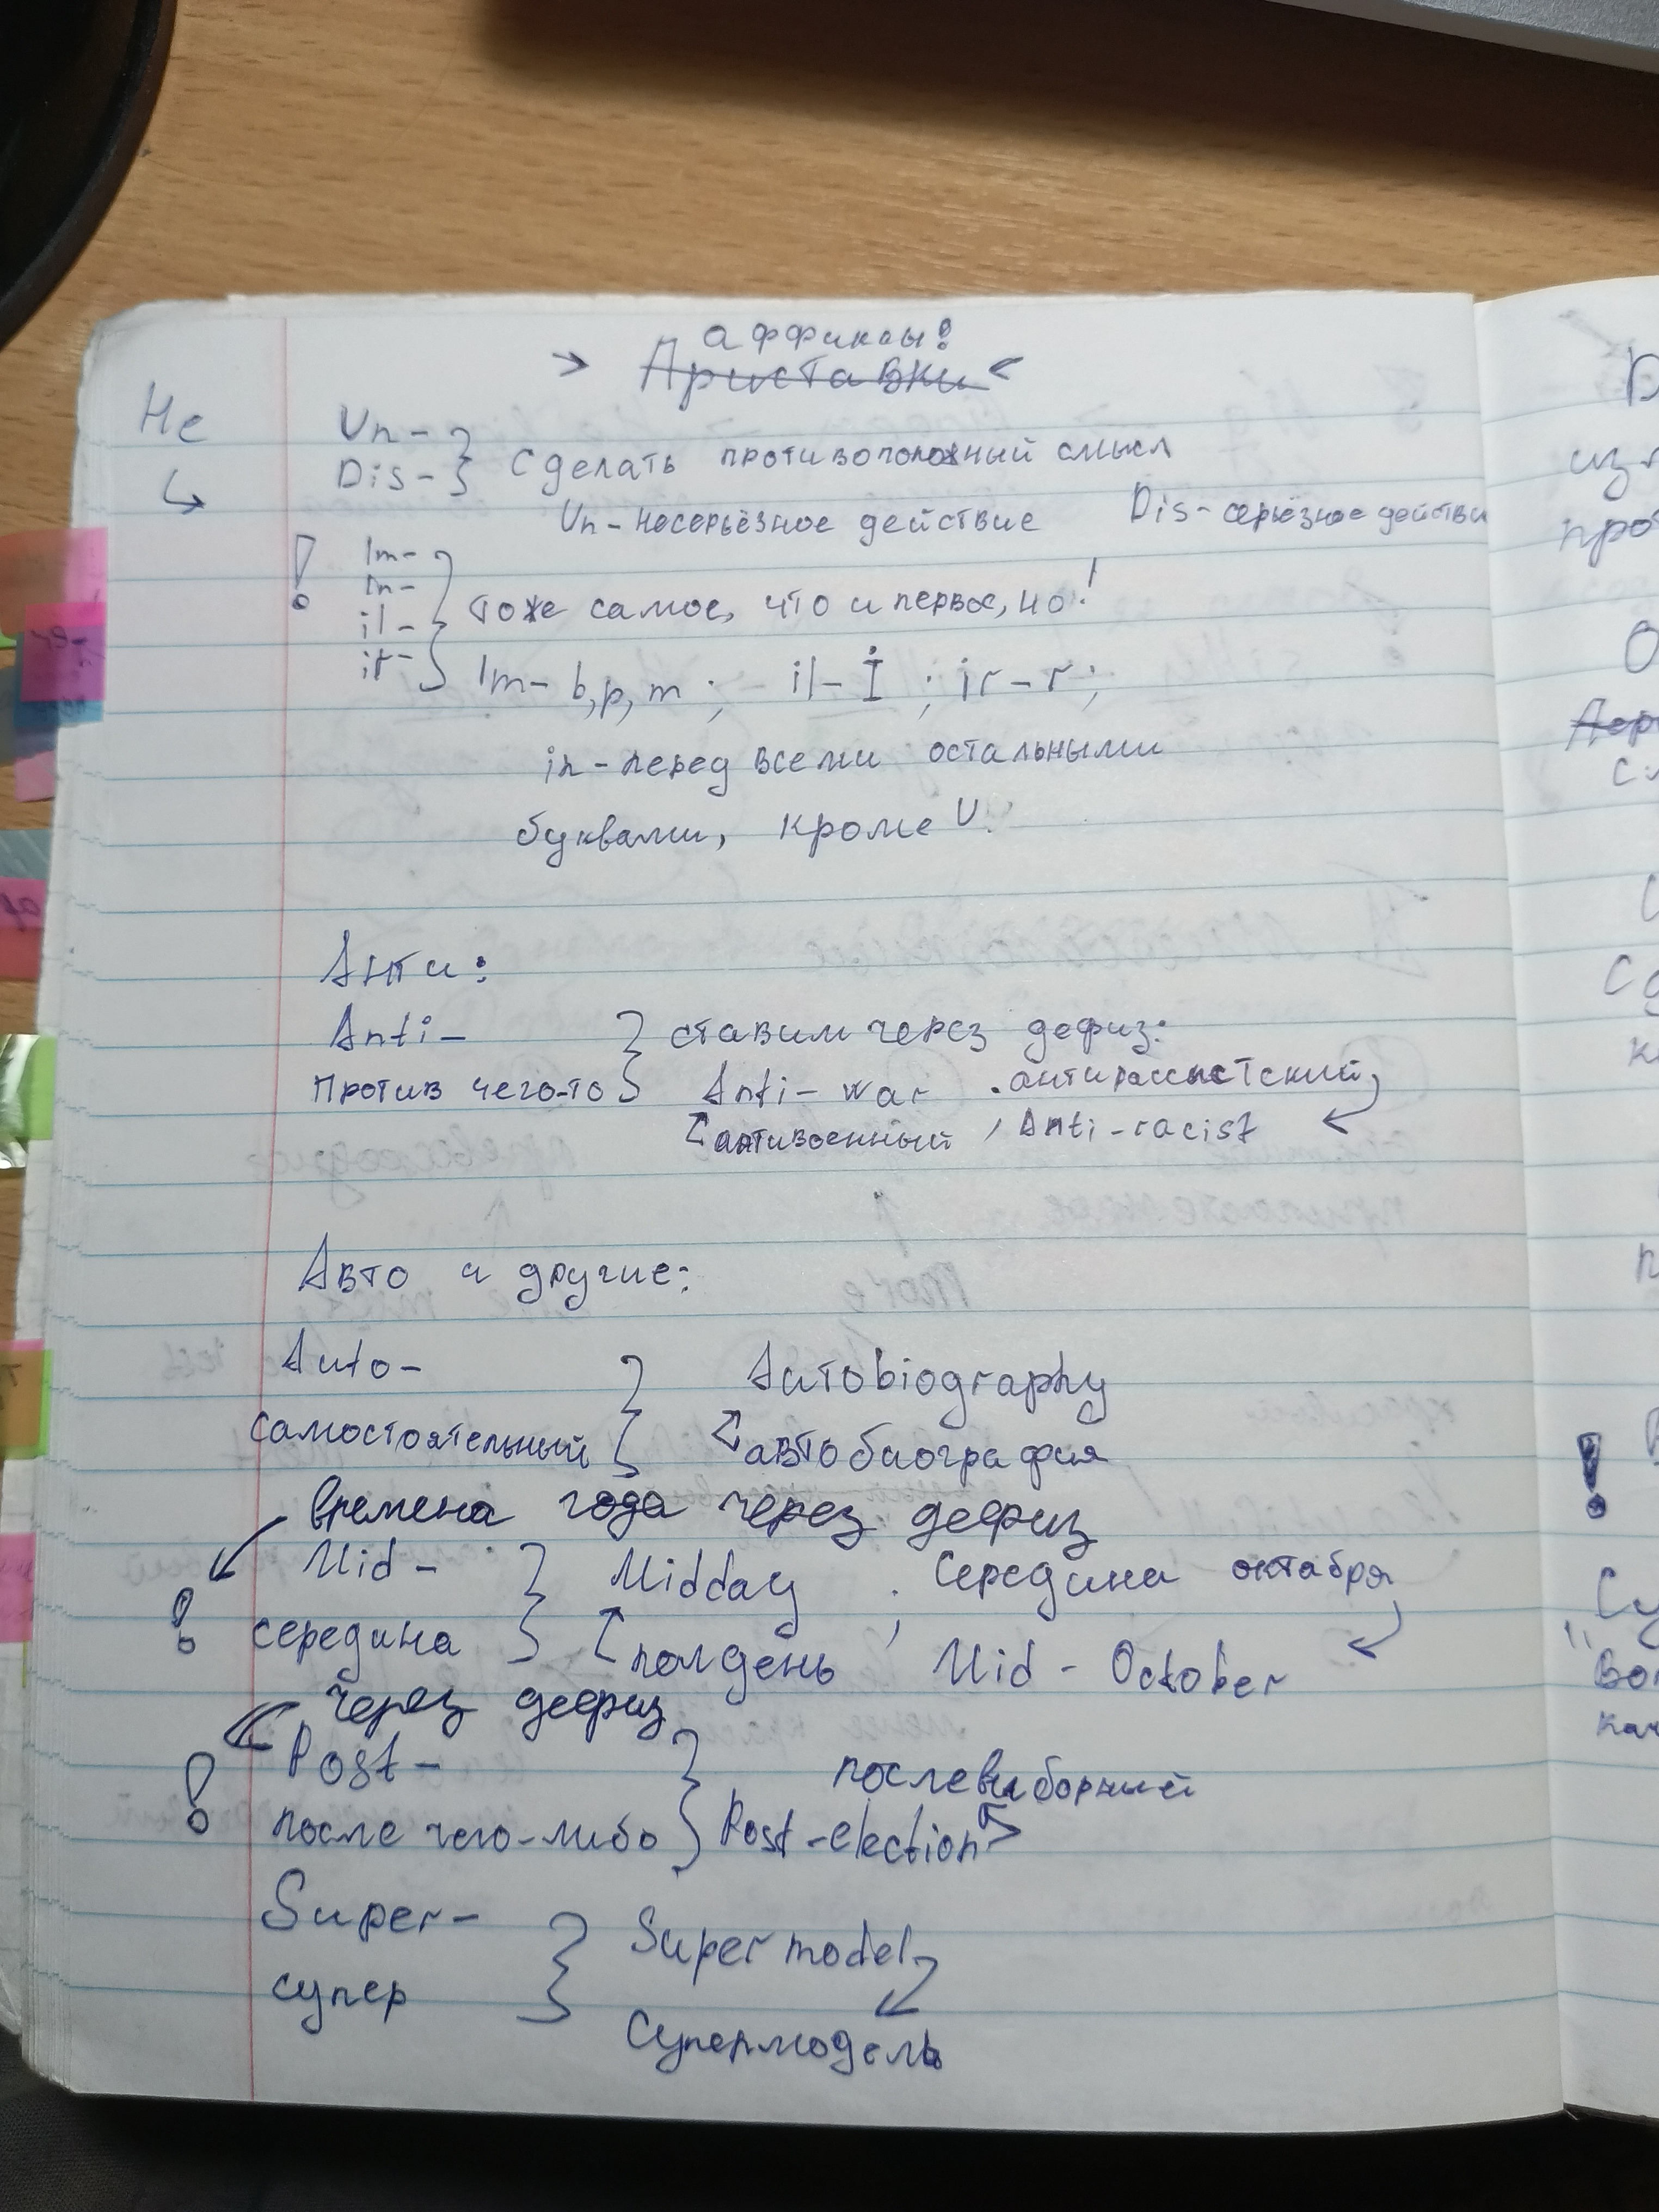 аффиксы!
→ Приставки ←
Не
Un- } Сделать противоположный смысл
Dis- }
Un- несерьёзное действие Dis- серьёзное действи
! Im-
In-
il- } тоже самое, что и первое, но!
ir-
Im- b, p, m ; il- I ; ir- r ;
in- перед всеми остальными
буквами, кроме U.
Анти:
Anti- } ставим через дефиз:
Против чего-то Anti-war . антирассистский
антивоенный , Anti-racist
Авто и другие:
Auto- } Autobiography
самостоятельный автобиография
времена года через дефиз
Mid- } Midday ; Середина октября
! середина полдень Mid - October
через дефиз
! Post- } послевыборный
после чего-либо Post-election
Super- } Supermodel
супер
Супермодель